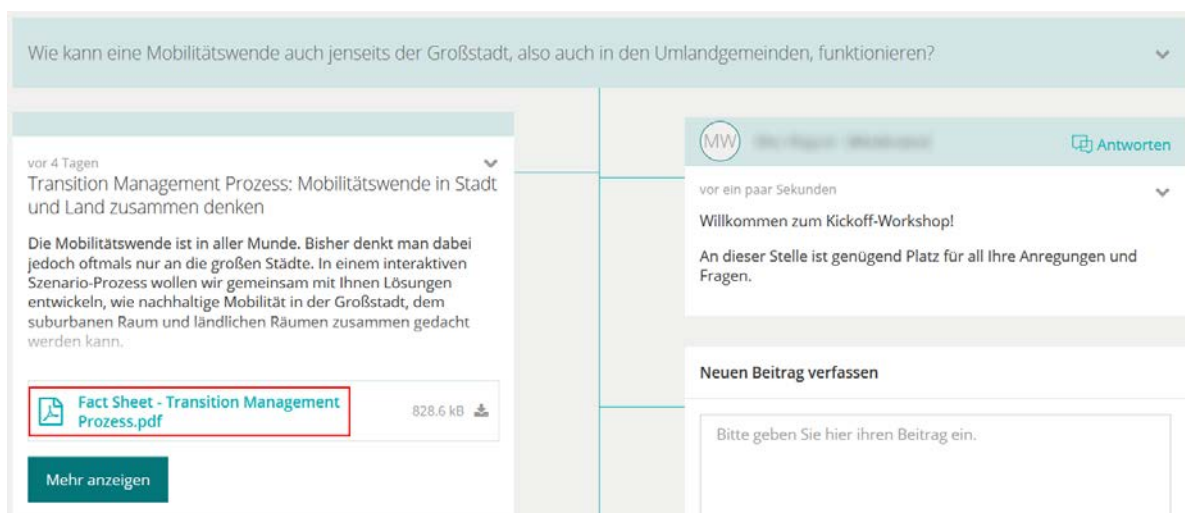 Wie kann eine Mobilitätswende auch jenseits der Großstadt, also auch in den Umlandgemeinden, funktionieren?
vor 4 Tagen
Transition Management Prozess: Mobilitätswende in Stadt
und Land zusammen denken
Die Mobilitätswende ist in aller Munde. Bisher denkt man dabei
jedoch oftmals nur an die großen Städte. In einem interaktiven
Szenario-Prozess wollen wir gemeinsam mit Ihnen Lösungen
entwickeln, wie nachhaltige Mobilität in der Großstadt, dem
suburbanen Raum und ländlichen Räumen zusammen gedacht
werden kann.
Fact Sheet - Transition Management
Prozess.pdf
828.6 kB
Mehr anzeigen
MW
Antworten
vor ein paar Sekunden
Willkommen zum Kickoff-Workshop!
An dieser Stelle ist genügend Platz für all Ihre Anregungen und
Fragen.
Neuen Beitrag verfassen
Bitte geben Sie hier ihren Beitrag ein.